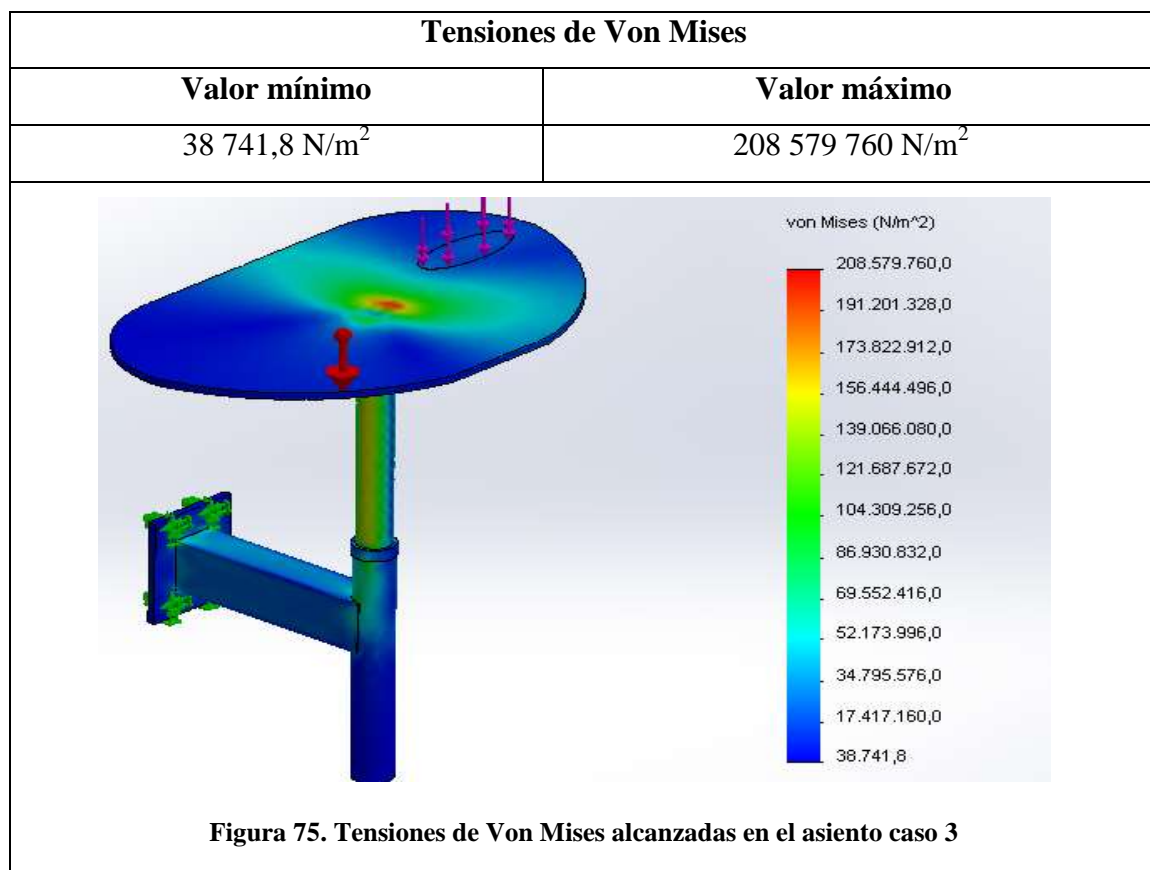 Tensiones de Von Mises
Valor mínimo Valor máximo
38 741,8 N/m² 208 579 760 N/m²
von Mises (N/m^2)
208.579.760,0
191.201.328,0
173.822.912,0
156.444.496,0
139.066.080,0
121.687.672,0
104.309.256,0
86.930.832,0
69.552.416,0
52.173.996,0
34.795.576,0
17.417.160,0
38.741,8
Figura 75. Tensiones de Von Mises alcanzadas en el asiento caso 3